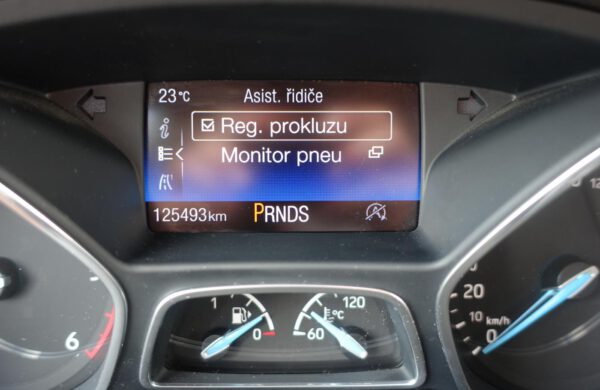 23°C Asist. řidiče
Reg. prokluzu
Monitor pneu
125493km PRNDS
6
1 0
60 120 °C
20
10 km/h
0